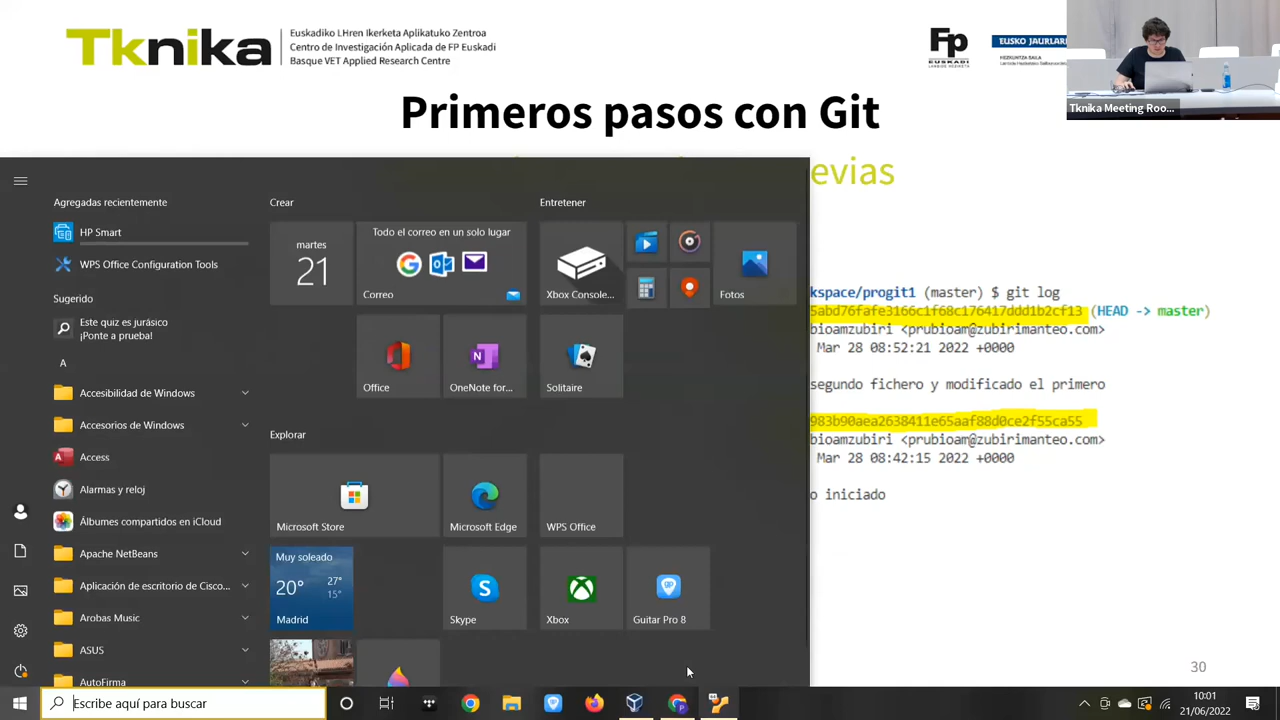 Tknika
Euskadiko LHren Ikerketa Aplikatuko Zentroa
Centro de Investigación Aplicada de FP Euskadi
Basque VET Applied Research Centre
Fp
EUSKADI
LANBIDE HEZIKETA
EUSKO JAURLAR
HEZKUNTZA SAILA
Tknika Meeting Roo...
Primeros pasos con Git
evias
Agregadas recientemente
HP Smart
WPS Office Configuration Tools
Sugerido
Este quiz es jurásico
¡Ponte a prueba!
A
Accesibilidad de Windows
Accesorios de Windows
Access
Alarmas y reloj
Álbumes compartidos en iCloud
Apache NetBeans
Aplicación de escritorio de Cisco...
Arobas Music
ASUS
AutoFirma
Crear
martes
21
Todo el correo en un solo lugar
Correo
Office
OneNote for...
Entretener
Xbox Console...
Fotos
Solitaire
Explorar
Microsoft Store
Microsoft Edge
WPS Office
Muy soleado
20°
27°
15°
Madrid
Skype
Xbox
Guitar Pro 8
kspace/progit1 (master) $ git log
5abd76fafe3166c1f68c176417ddd1b2cf13 (HEAD -> master)
bioamzubiri <prubioam@zubirimanteo.com>
Mar 28 08:52:21 2022 +0000
segundo fichero y modificado el primero
983b90aea2638411e65aaf88d0ce2f55ca55
bioamzubiri <prubioam@zubirimanteo.com>
Mar 28 08:42:15 2022 +0000
o iniciado
30
Escribe aquí para buscar
10:01
21/06/2022